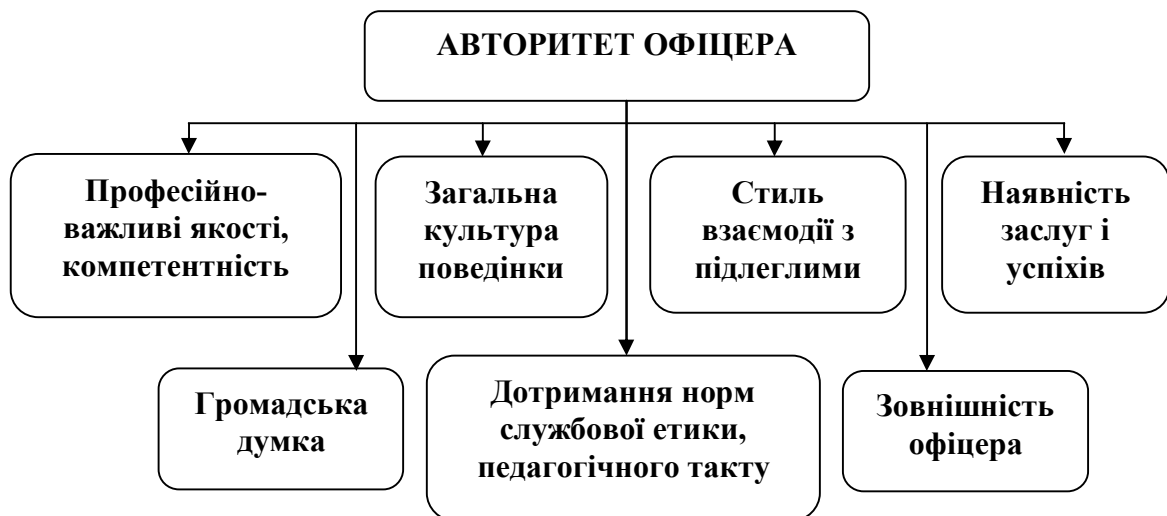 АВТОРИТЕТ ОФІЦЕРА
Професійно-
важливі якості,
компетентність
Загальна
культура
поведінки
Стиль
взаємодії з
підлеглими
Наявність
заслуг і
успіхів
Громадська
думка
Дотримання норм
службової етики,
педагогічного такту
Зовнішність
офіцера